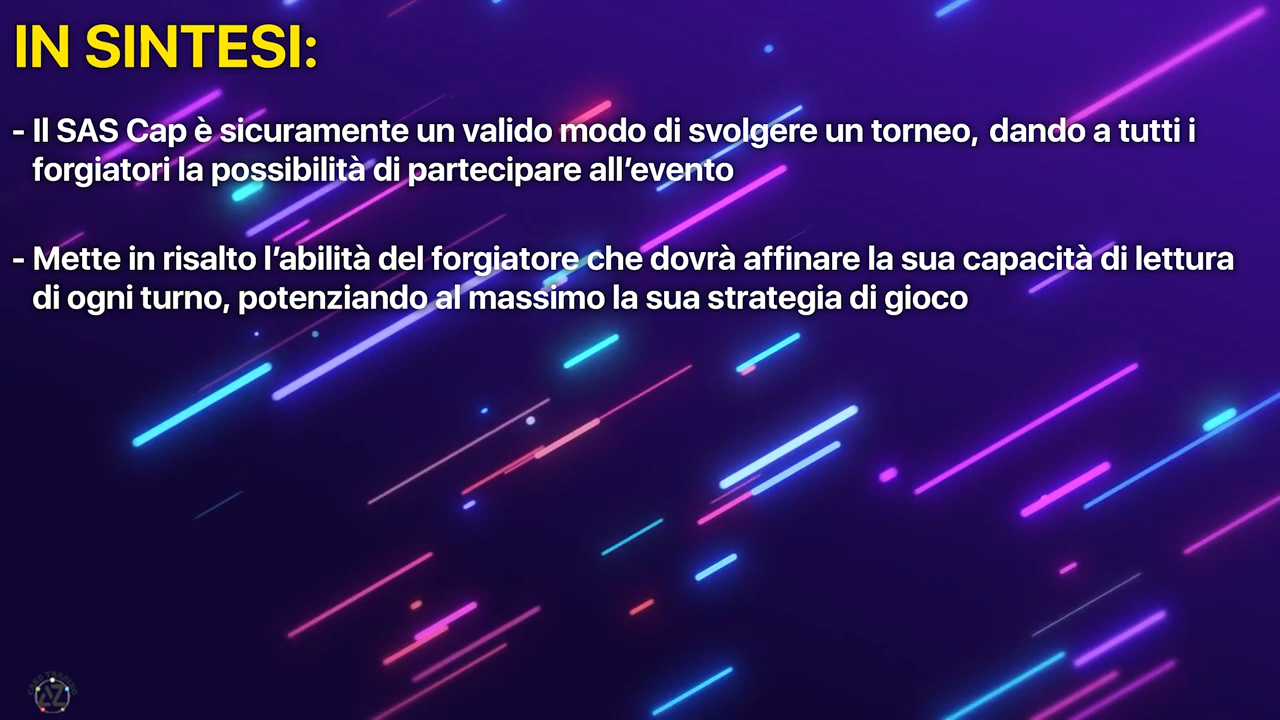 IN SINTESI:
- Il SAS Cap è sicuramente un valido modo di svolgere un torneo, dando a tutti i
forgiatori la possibilità di partecipare all’evento
- Mette in risalto l’abilità del forgiatore che dovrà affinare la sua capacità di lettura
di ogni turno, potenziando al massimo la sua strategia di gioco